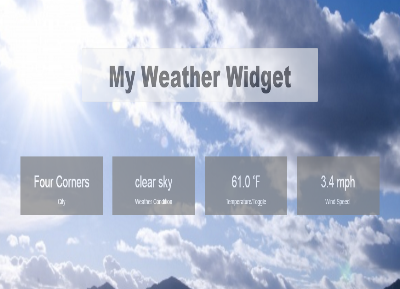 My Weather Widget
Four Corners
clear sky
61.0 °F
3.4 mph
City
Weather Condition
Temperature Toggle
Wind Speed